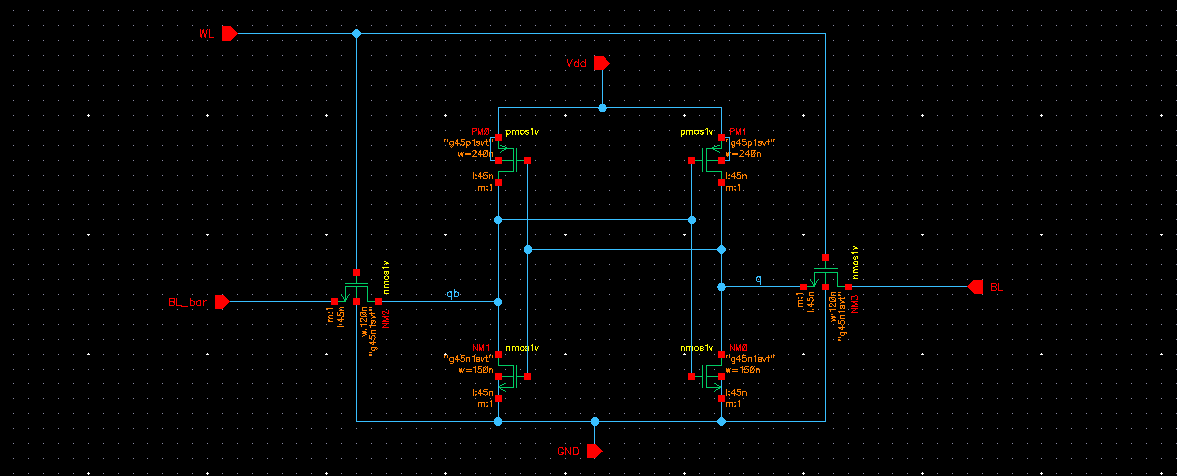 WL
Vdd
PM0
pmos1v
"g45p1svt"
w=240n
l:45n
m:1
pmos1v
PM1
"g45p1svt"
w=240n
l:45n
m:1
BL_bar
m:1
l:45n
w:120n
"g45n1svt"
NM2
nmos1v
qb
q
m:1
l:45n
w:120n
"g45n1svt"
NM3
nmos1v
BL
NM1
nmos1v
"g45n1svt"
w=150n
l:45n
m:1
nmos1v
NM0
"g45n1svt"
w=150n
l:45n
m:1
GND